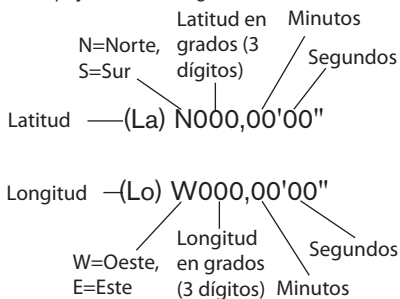 Latitud en
grados (3
dígitos)
Minutos
N=Norte,
S=Sur
Segundos
Latitud
(La) N000,00'00"
Longitud
(Lo) W000,00'00"
W=Oeste,
E=Este
Longitud
en grados
(3 dígitos)
Minutos
Segundos